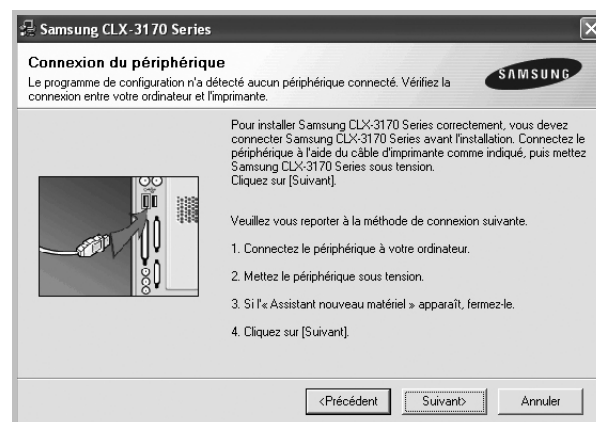 Samsung CLX-3170 Series
Connexion du périphérique
Le programme de configuration n'a détecté aucun périphérique connecté. Vérifiez la
connexion entre votre ordinateur et l'imprimante.
SAMSUNG
Pour installer Samsung CLX-3170 Series correctement, vous devez
connecter Samsung CLX-3170 Series avant l'installation. Connectez le
périphérique à l'aide du câble d'imprimante comme indiqué, puis mettez
Samsung CLX-3170 Series sous tension.
Cliquez sur [Suivant].
Veuillez vous reporter à la méthode de connexion suivante.
1. Connectez le périphérique à votre ordinateur.
2. Mettez le périphérique sous tension.
3. Si l'« Assistant nouveau matériel » apparaît, fermez-le.
4. Cliquez sur [Suivant].
<Précédent
Suivant>
Annuler